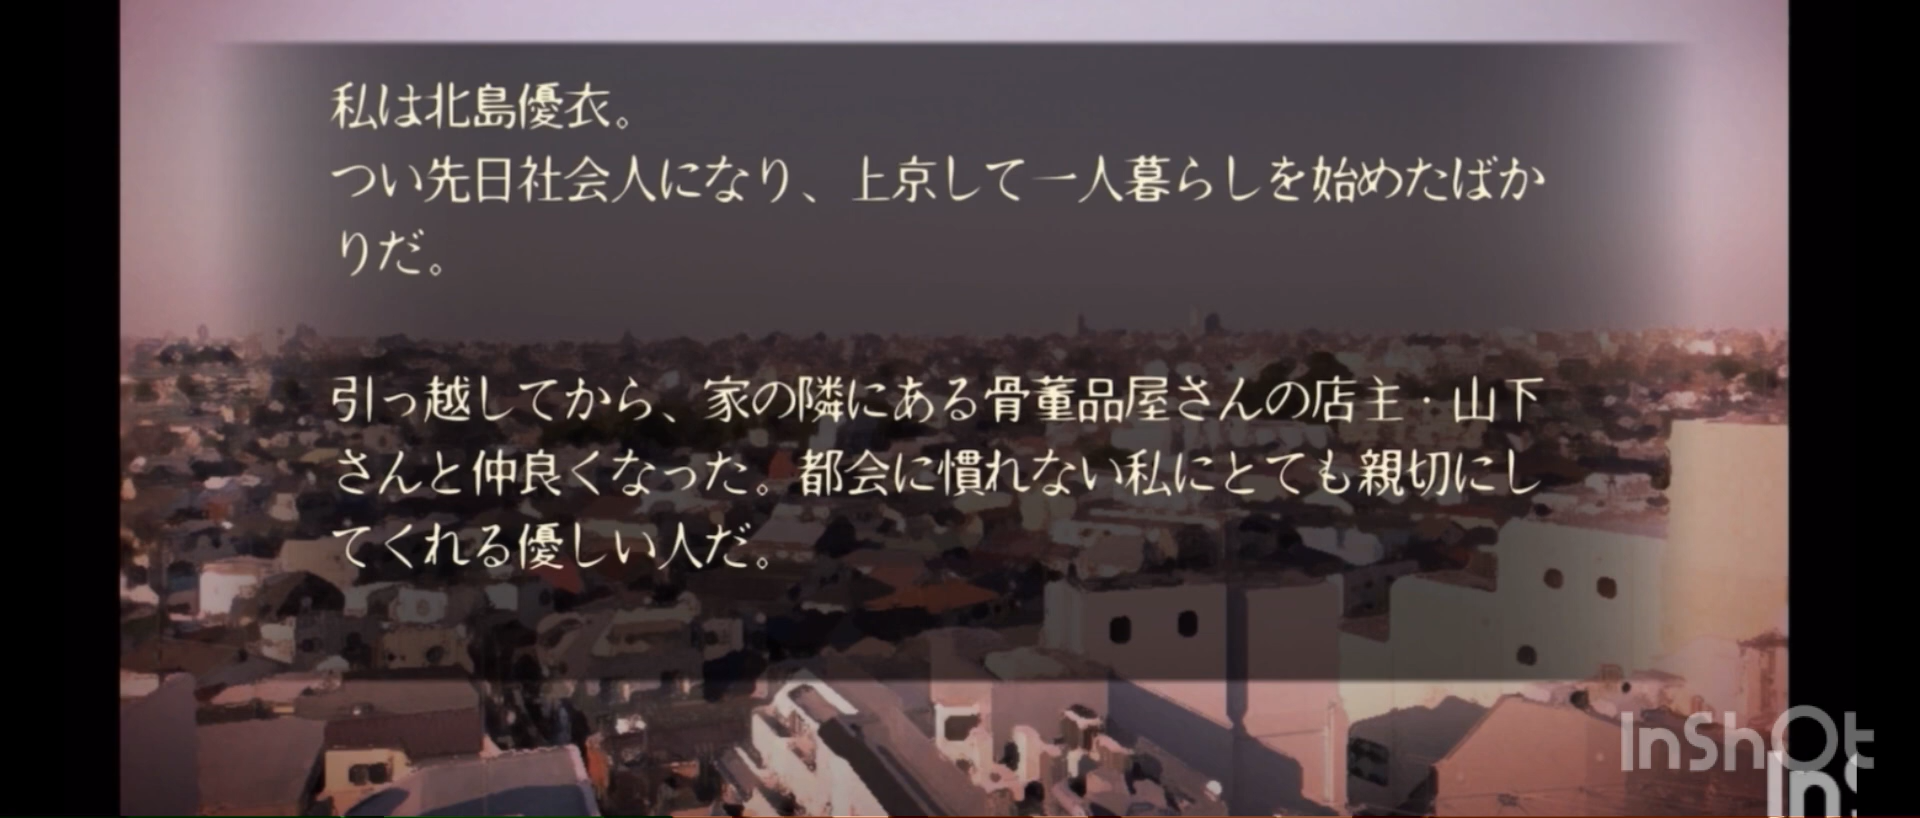 私は北島優衣。
つい先日社会人になり、上京して一人暮らしを始めたばか
りだ。
引っ越してから、家の隣にある骨董品屋さんの店主・山下
さんと仲良くなった。都会に慣れない私にとても親切にし
てくれる優しい人だ。
InShOt
InS